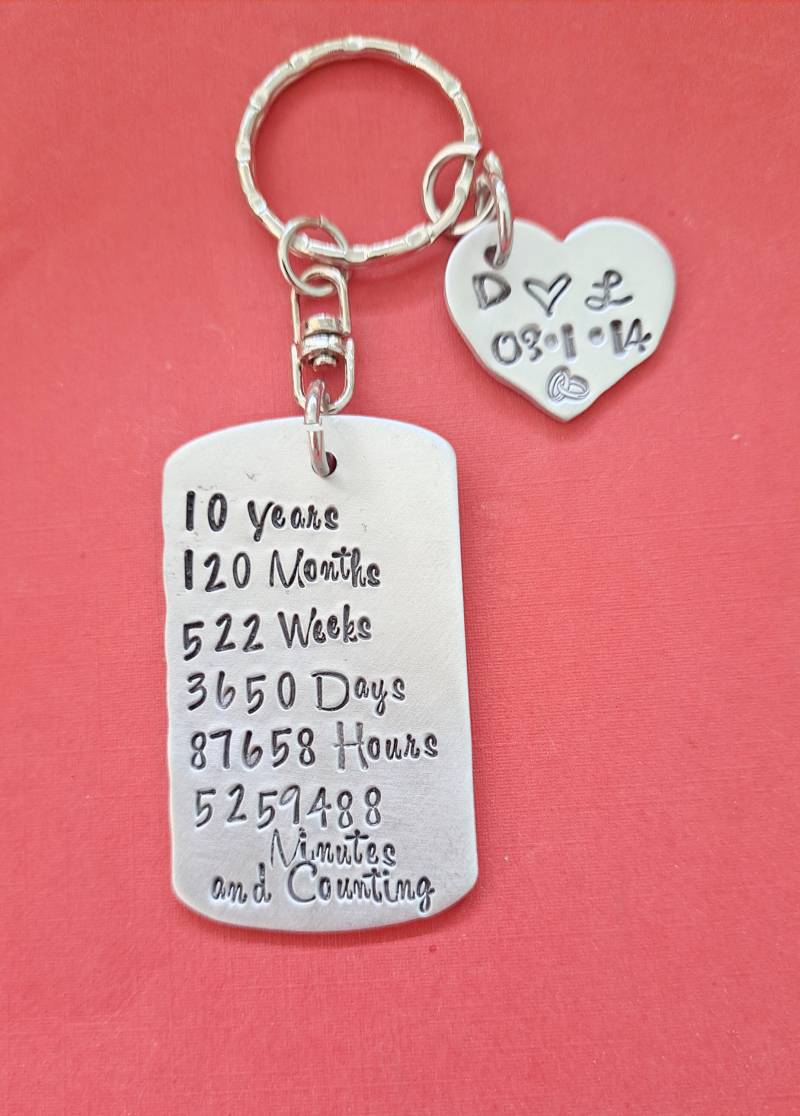 D ♡ L
03•1•14
10 years
120 Months
522 Weeks
3650 Days
87658 Hours
5259488
Minutes
and Counting